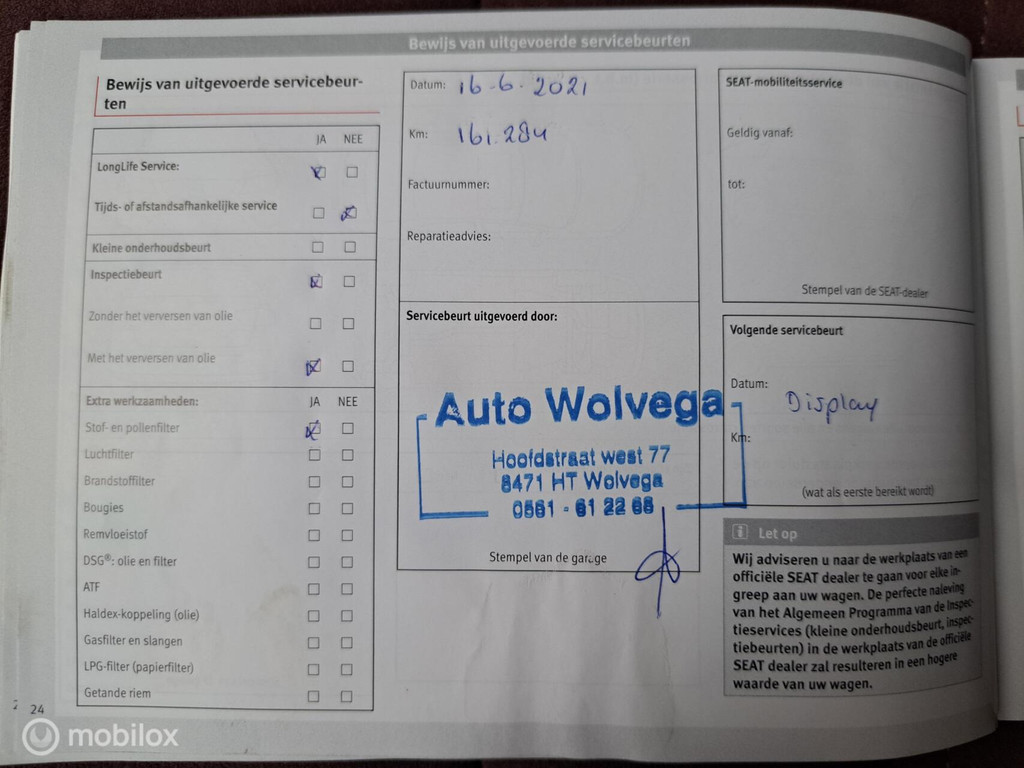 Bewijs van uitgevoerde servicebeurten
Bewijs van uitgevoerde servicebeur-
ten
JA NEE
LongLife Service:
Tijds- of afstandsafhankelijke service
Kleine onderhoudsbeurt
Inspectiebeurt
Zonder het verversen van olie
Met het verversen van olie
Extra werkzaamheden: JA NEE
Stof- en pollenfilter
Luchtfilter
Brandstoffilter
Bougies
Remvloeistof
DSG®: olie en filter
ATF
Haldex-koppeling (olie)
Gasfilter en slangen
LPG-filter (papierfilter)
Getande riem
Datum: 16-6-2021
Km: 161.284
Factuurnummer:
Reparatieadvies:
Servicebeurt uitgevoerd door:
Auto Wolvega
Hoofdstraat west 77
8471 HT Wolvega
0561 - 61 22 68
Stempel van de garage
SEAT-mobiliteitsservice
Geldig vanaf:
tot:
Stempel van de SEAT-dealer
Volgende servicebeurt
Datum: Display
Km:
(wat als eerste bereikt wordt)
i Let op
Wij adviseren u naar de werkplaats van een
officiële SEAT dealer te gaan voor elke in-
greep aan uw wagen. De perfecte naleving
van het Algemeen Programma van de Inspec-
tieservices (kleine onderhoudsbeurt, inspec-
tiebeurten) in de werkplaats van de officiële
SEAT dealer zal resulteren in een hogere
waarde van uw wagen.
24
mobilox